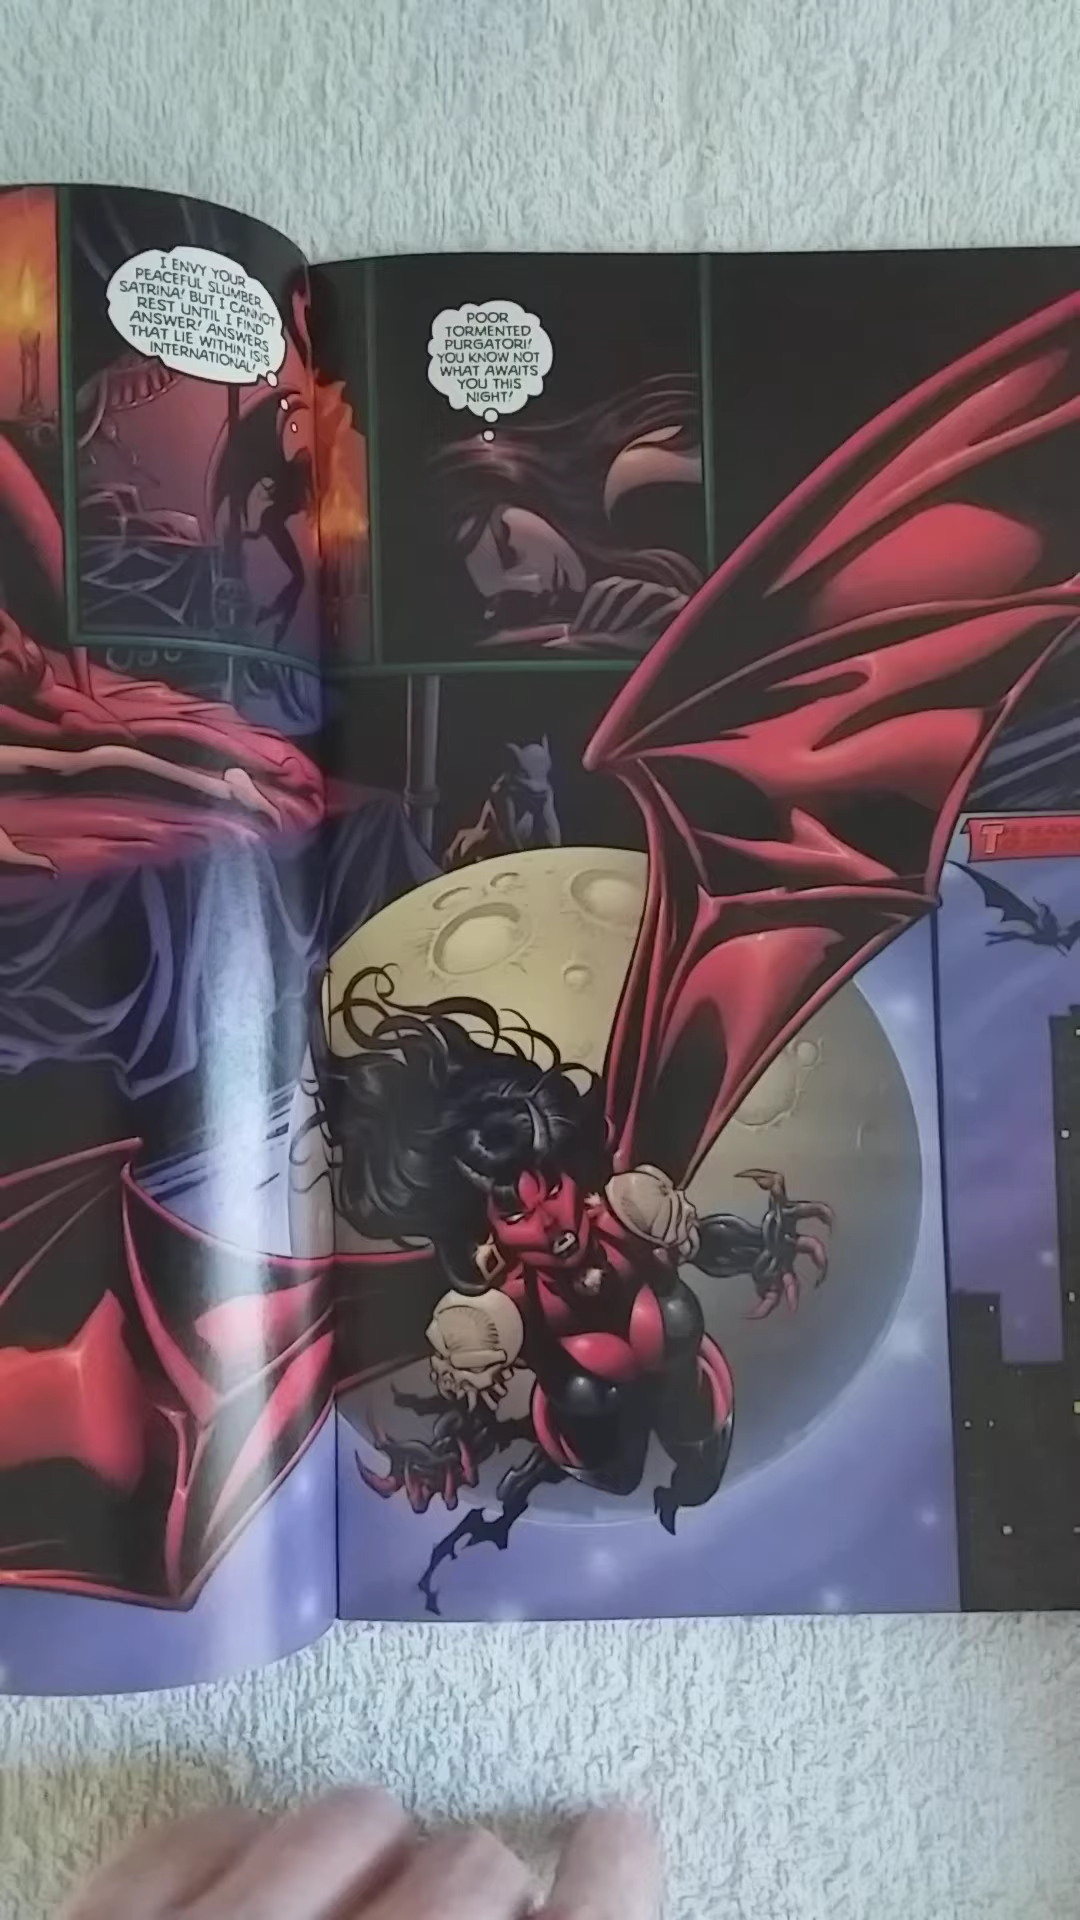 I ENVY YOUR
PEACEFUL SLUMBER
SATRINA! BUT I CANNOT
REST UNTIL I FIND
ANSWER! ANSWERS
THAT LIE WITHIN ISIS
INTERNATIONAL!
POOR
TORMENTED
PURGATORI!
YOU KNOW NOT
WHAT AWAITS
YOU THIS
NIGHT!